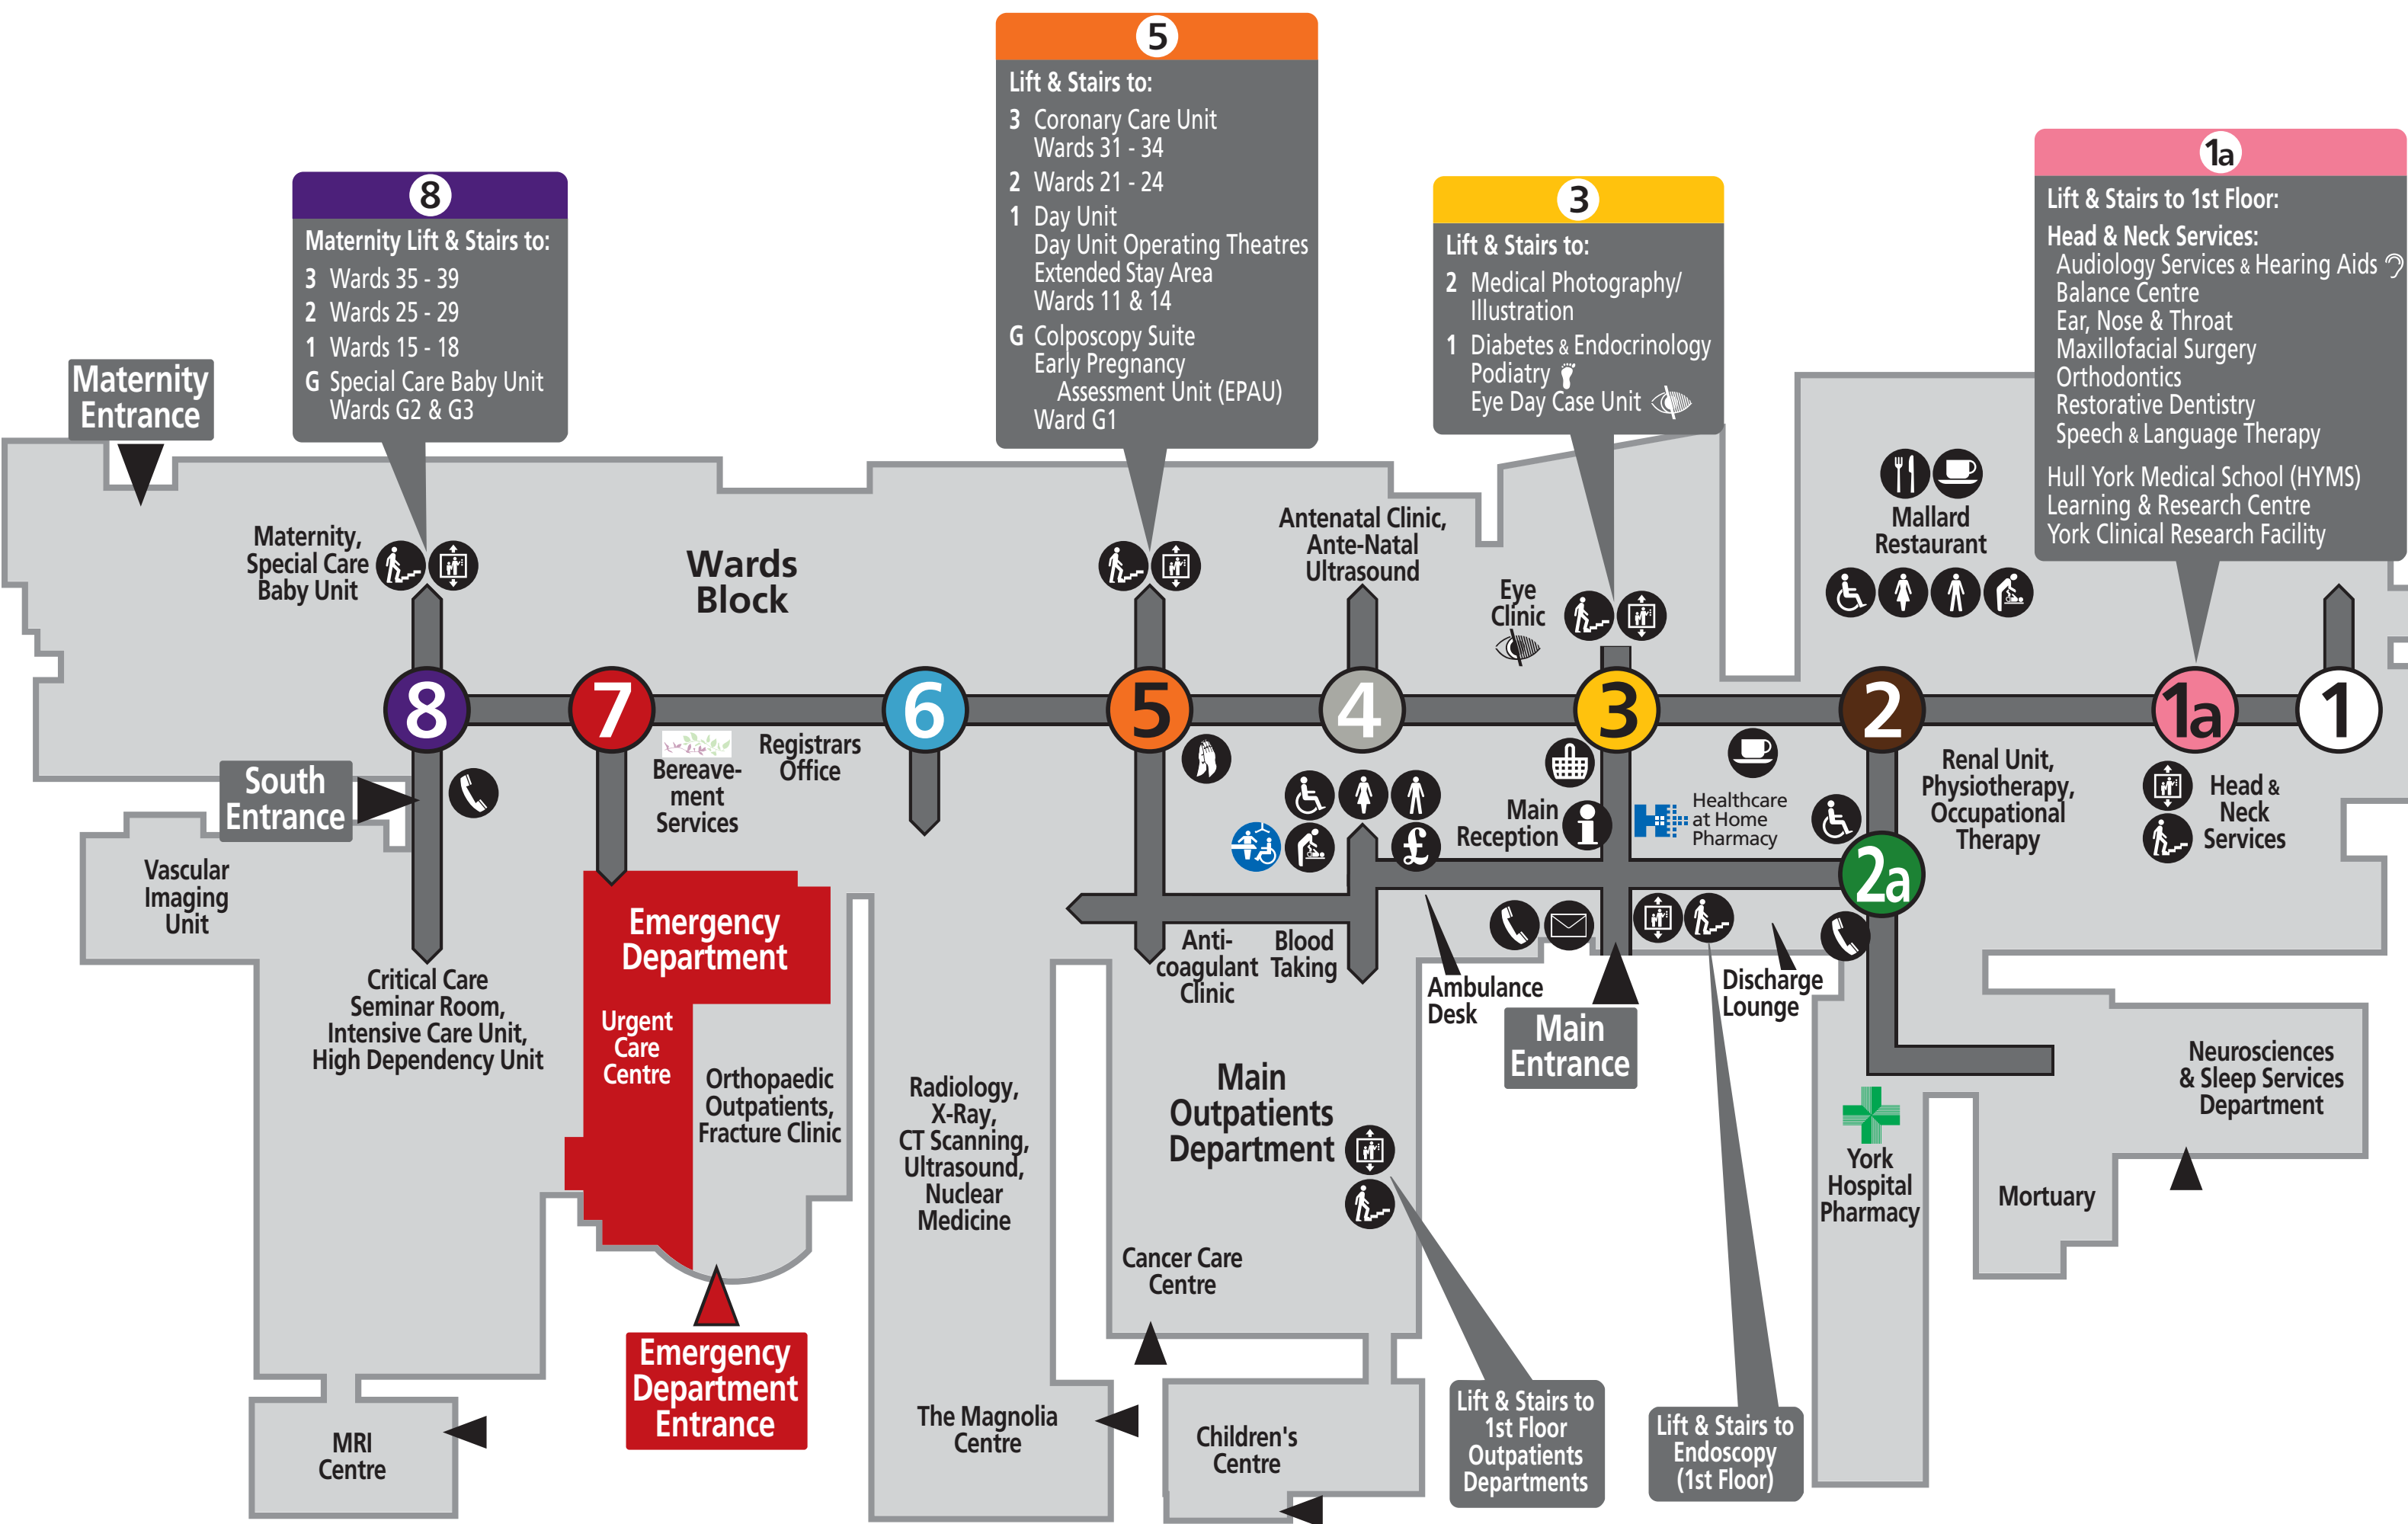 5
Lift & Stairs to:
3 Coronary Care Unit
Wards 31 - 34
2 Wards 21 - 24
1 Day Unit
Day Unit Operating Theatres
Extended Stay Area
Wards 11 & 14
G Colposcopy Suite
Early Pregnancy
Assessment Unit (EPAU)
Ward G1
1a
Lift & Stairs to 1st Floor:
Head & Neck Services:
Audiology Services & Hearing Aids
Balance Centre
Ear, Nose & Throat
Maxillofacial Surgery
Orthodontics
Restorative Dentistry
Speech & Language Therapy
Hull York Medical School (HYMS)
Learning & Research Centre
York Clinical Research Facility
8
Maternity Lift & Stairs to:
3 Wards 35 - 39
2 Wards 25 - 29
1 Wards 15 - 18
G Special Care Baby Unit
Wards G2 & G3
3
Lift & Stairs to:
2 Medical Photography/
Illustration
1 Diabetes & Endocrinology
Podiatry
Eye Day Case Unit
Maternity
Entrance
Maternity,
Special Care
Baby Unit
Wards
Block
Antenatal Clinic,
Ante-Natal
Ultrasound
Eye
Clinic
Mallard
Restaurant
8
7
6
5
4
3
2
1a
1
South
Entrance
Bereave-
ment
Services
Registrars
Office
£
Main
Reception
i
H
Healthcare
at Home
Pharmacy
2a
Renal Unit,
Physiotherapy,
Occupational
Therapy
Head &
Neck
Services
Vascular
Imaging
Unit
Critical Care
Seminar Room,
Intensive Care Unit,
High Dependency Unit
Emergency
Department
Urgent
Care
Centre
Orthopaedic
Outpatients,
Fracture Clinic
Anti-
coagulant
Clinic
Blood
Taking
Ambulance
Desk
Main
Entrance
Discharge
Lounge
Radiology,
X-Ray,
CT Scanning,
Ultrasound,
Nuclear
Medicine
Main
Outpatients
Department
York
Hospital
Pharmacy
Mortuary
Neurosciences
& Sleep Services
Department
Cancer Care
Centre
Emergency
Department
Entrance
MRI
Centre
The Magnolia
Centre
Children's
Centre
Lift & Stairs to
1st Floor
Outpatients
Departments
Lift & Stairs to
Endoscopy
(1st Floor)